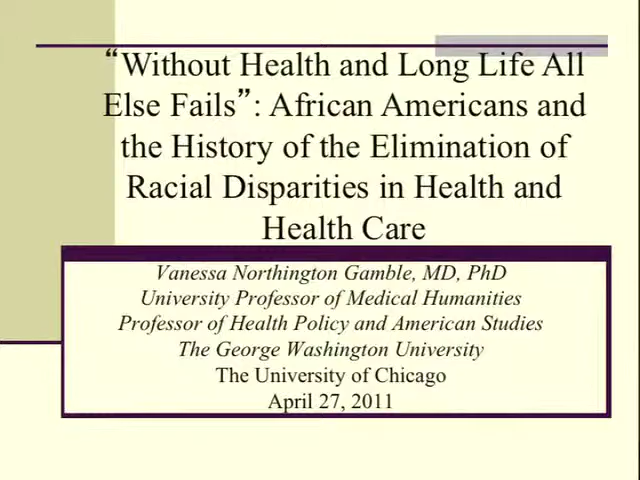 “Without Health and Long Life All
Else Fails”: African Americans and
the History of the Elimination of
Racial Disparities in Health and
Health Care
Vanessa Northington Gamble, MD, PhD
University Professor of Medical Humanities
Professor of Health Policy and American Studies
The George Washington University
The University of Chicago
April 27, 2011